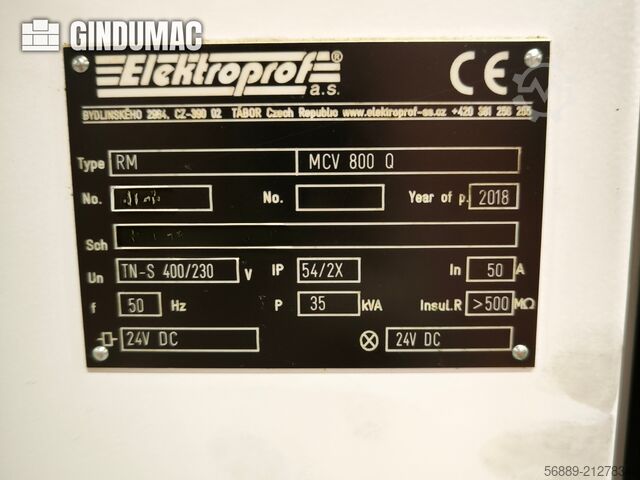 GINDUMAC
Elektroprof®
a.s.
CE
BYDLINSKÉHO 2964, CZ-390 02 TÁBOR Czech Republic www.elektroprof-as.cz +420 381 256 255
Type RM MCV 800 Q
No. No. Year of p. 2018
Sch
Un TN-S 400/230 V IP 54/2X In 50 A
f 50 Hz P 35 kVA Insul.R >500 MΩ
24V DC 24V DC
56889-212783